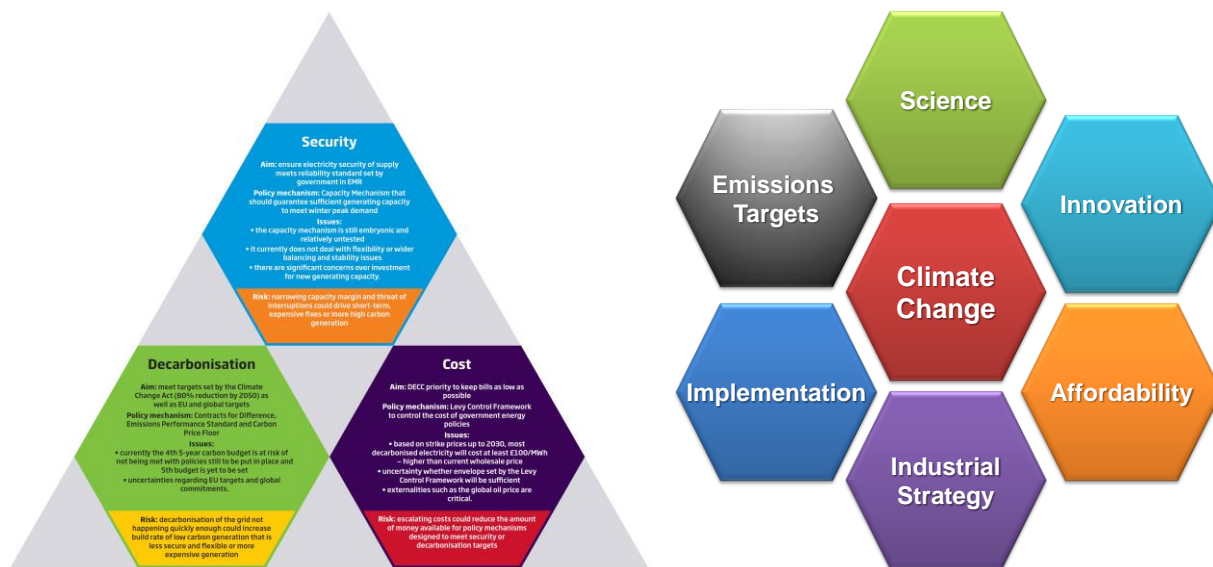 Security
Aim: ensure electricity security of supply
meets reliability standard set by
government in EMR
Policy mechanism: Capacity Mechanism that
should guarantee sufficient generating capacity
to meet winter peak demand
Issues:
• the capacity mechanism is still embryonic and
relatively untested
• it currently does not deal with flexibility or wider
balancing and stability issues
• there are significant concerns over investment
for new generating capacity.
Risk: narrowing capacity margin and threat of
interruptions could drive short-term,
expensive fixes or more high carbon
generation
Decarbonisation
Aim: meet targets set by the Climate
Change Act (80% reduction by 2050) as
well as EU and global targets
Policy mechanism: Contracts for Difference,
Emissions Performance Standard and Carbon
Price Floor
Issues:
• currently the 4th 5-year carbon budget is at risk of
not being met with policies still to be put in place and
5th budget is yet to be set
• uncertainties regarding EU targets and global
commitments.
Risk: decarbonisation of the grid not
happening quickly enough could increase
build rate of low carbon generation that is
less secure and flexible or more
expensive generation
Cost
Aim: DECC priority to keep bills as low as
possible
Policy mechanism: Levy Control Framework
to control the cost of government energy
policies
Issues:
• based on strike prices up to 2030, most
decarbonised electricity will cost at least £100/MWh
– higher than current wholesale price
• uncertainty whether envelope set by the Levy
Control Framework will be sufficient
• externalities such as the global oil price are
critical.
Risk: escalating costs could reduce the amount
of money available for policy mechanisms
designed to meet security or
decarbonisation targets
Science
Emissions
Targets
Innovation
Climate
Change
Implementation
Affordability
Industrial
Strategy